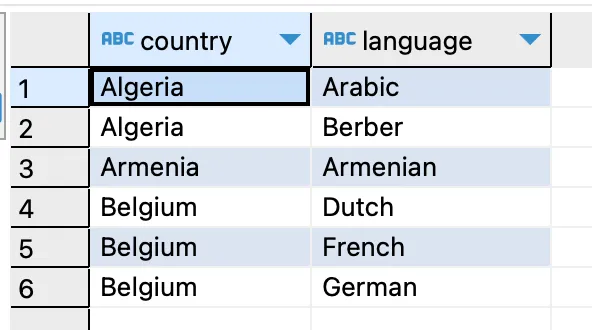 ABC country ABC language
1 Algeria Arabic
2 Algeria Berber
3 Armenia Armenian
4 Belgium Dutch
5 Belgium French
6 Belgium German